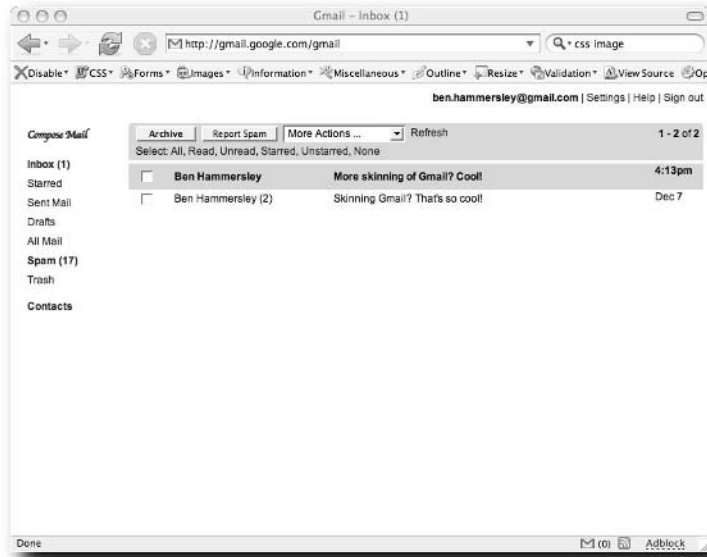 Gmail – Inbox (1)
http://gmail.google.com/gmail
css image
Disable CSS Forms Images Information Miscellaneous Outline Resize Validation View Source Op
ben.hammersley@gmail.com | Settings | Help | Sign out
Compose Mail
Archive Report Spam More Actions ... Refresh 1 - 2 of 2
Select: All, Read, Unread, Starred, Unstarred, None
Inbox (1)
Starred
Sent Mail
Drafts
All Mail
Spam (17)
Trash
Contacts
Ben Hammersley More skinning of Gmail? Cool! 4:13pm
Ben Hammersley (2) Skinning Gmail? That's so cool! Dec 7
Done (0) Adblock